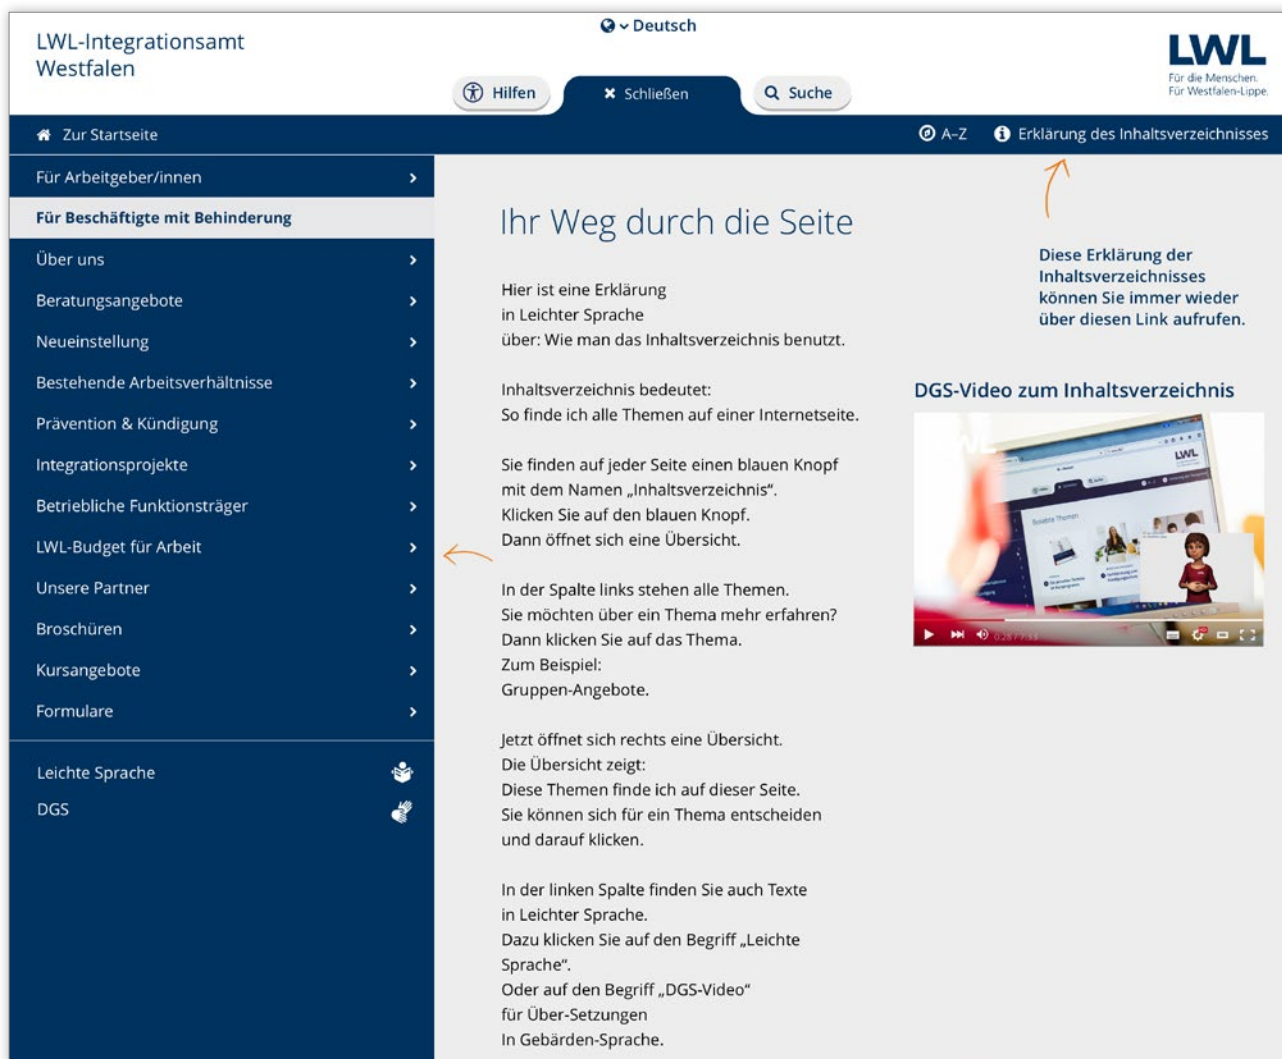 LWL-Integrationsamt
Westfalen
Deutsch
Hilfen
Schließen
Suche
LWL
Für die Menschen.
Für Westfalen-Lippe.
Zur Startseite
A–Z
Erklärung des Inhaltsverzeichnisses
Für Arbeitgeber/innen
Für Beschäftigte mit Behinderung
Über uns
Beratungsangebote
Neueinstellung
Bestehende Arbeitsverhältnisse
Prävention & Kündigung
Integrationsprojekte
Betriebliche Funktionsträger
LWL-Budget für Arbeit
Unsere Partner
Broschüren
Kursangebote
Formulare
Leichte Sprache
DGS
Ihr Weg durch die Seite
Hier ist eine Erklärung
in Leichter Sprache
über: Wie man das Inhaltsverzeichnis benutzt.
Inhaltsverzeichnis bedeutet:
So finde ich alle Themen auf einer Internetseite.
Sie finden auf jeder Seite einen blauen Knopf
mit dem Namen „Inhaltsverzeichnis“.
Klicken Sie auf den blauen Knopf.
Dann öffnet sich eine Übersicht.
In der Spalte links stehen alle Themen.
Sie möchten über ein Thema mehr erfahren?
Dann klicken Sie auf das Thema.
Zum Beispiel:
Gruppen-Angebote.
Jetzt öffnet sich rechts eine Übersicht.
Die Übersicht zeigt:
Diese Themen finde ich auf dieser Seite.
Sie können sich für ein Thema entscheiden
und darauf klicken.
In der linken Spalte finden Sie auch Texte
in Leichter Sprache.
Dazu klicken Sie auf den Begriff „Leichte
Sprache“.
Oder auf den Begriff „DGS-Video“
für Über-Setzungen
In Gebärden-Sprache.
Diese Erklärung der
Inhaltsverzeichnisses
können Sie immer wieder
über diesen Link aufrufen.
DGS-Video zum Inhaltsverzeichnis
LWL
Beliebte Themen